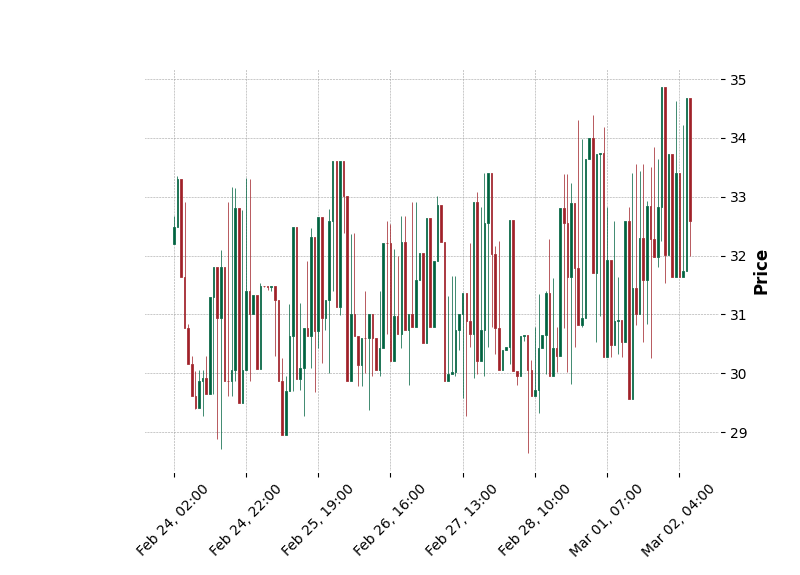 35
34
33
32
31
30
29
Price
Feb 24, 02:00
Feb 24, 22:00
Feb 25, 19:00
Feb 26, 16:00
Feb 27, 13:00
Feb 28, 10:00
Mar 01, 07:00
Mar 02, 04:00